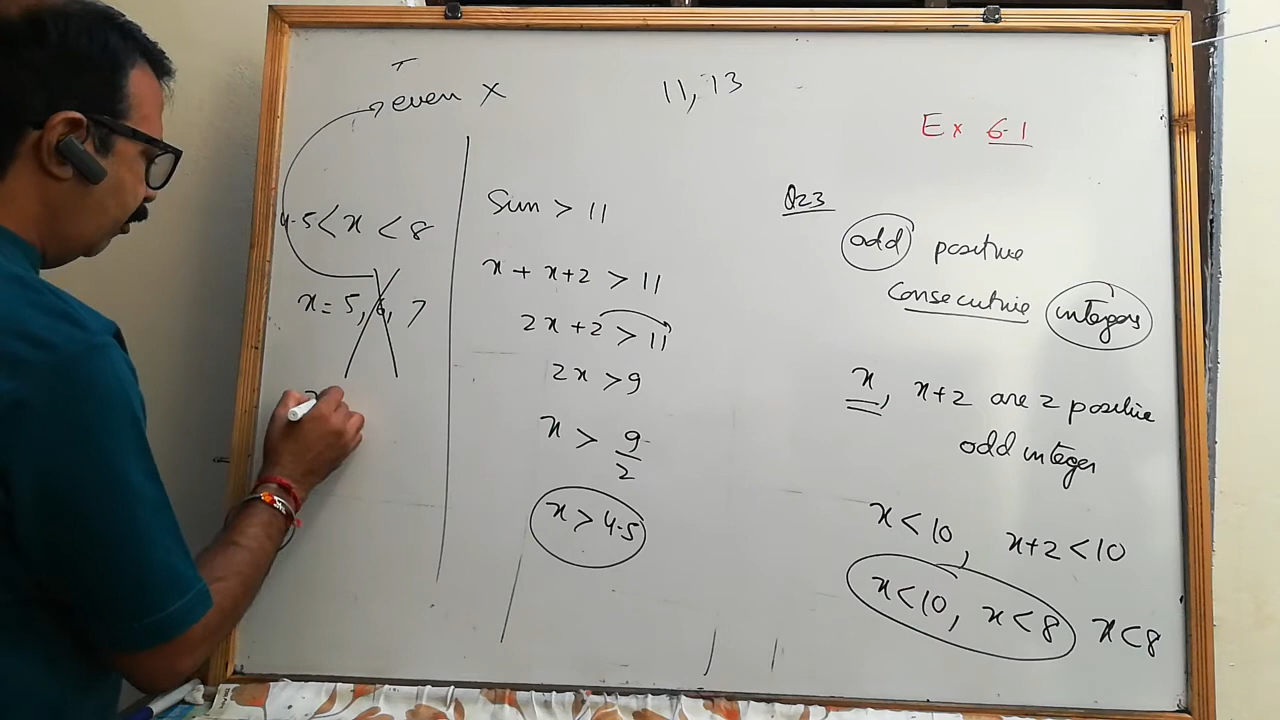 Ex 6.1
Q23
odd positive
consecutive integers
x, x+2 are 2 positive
odd integer
x<10, x+2<10
x<10, x<8 x<8
11, 13
Sum > 11
x + x+2 > 11
2x+2 > 11
2x > 9
x > 9/2
x > 4.5
even X
4.5 < x < 8
x = 5, 6, 7